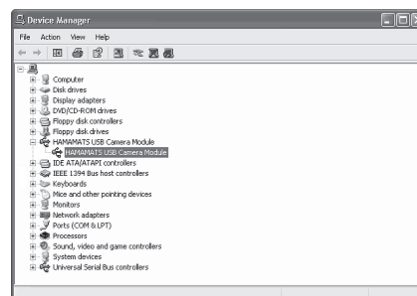 Device Manager
File Action View Help
Computer
Disk drives
Display adapters
DVD/CD-ROM drives
Floppy disk controllers
Floppy disk drives
HAMAMATS USB Camera Module
HAMAMATS USB Camera Module
IDE ATA/ATAPI controllers
IEEE 1394 Bus host controllers
Keyboards
Mice and other pointing devices
Monitors
Network adapters
Ports (COM & LPT)
Processors
Sound, video and game controllers
System devices
Universal Serial Bus controllers